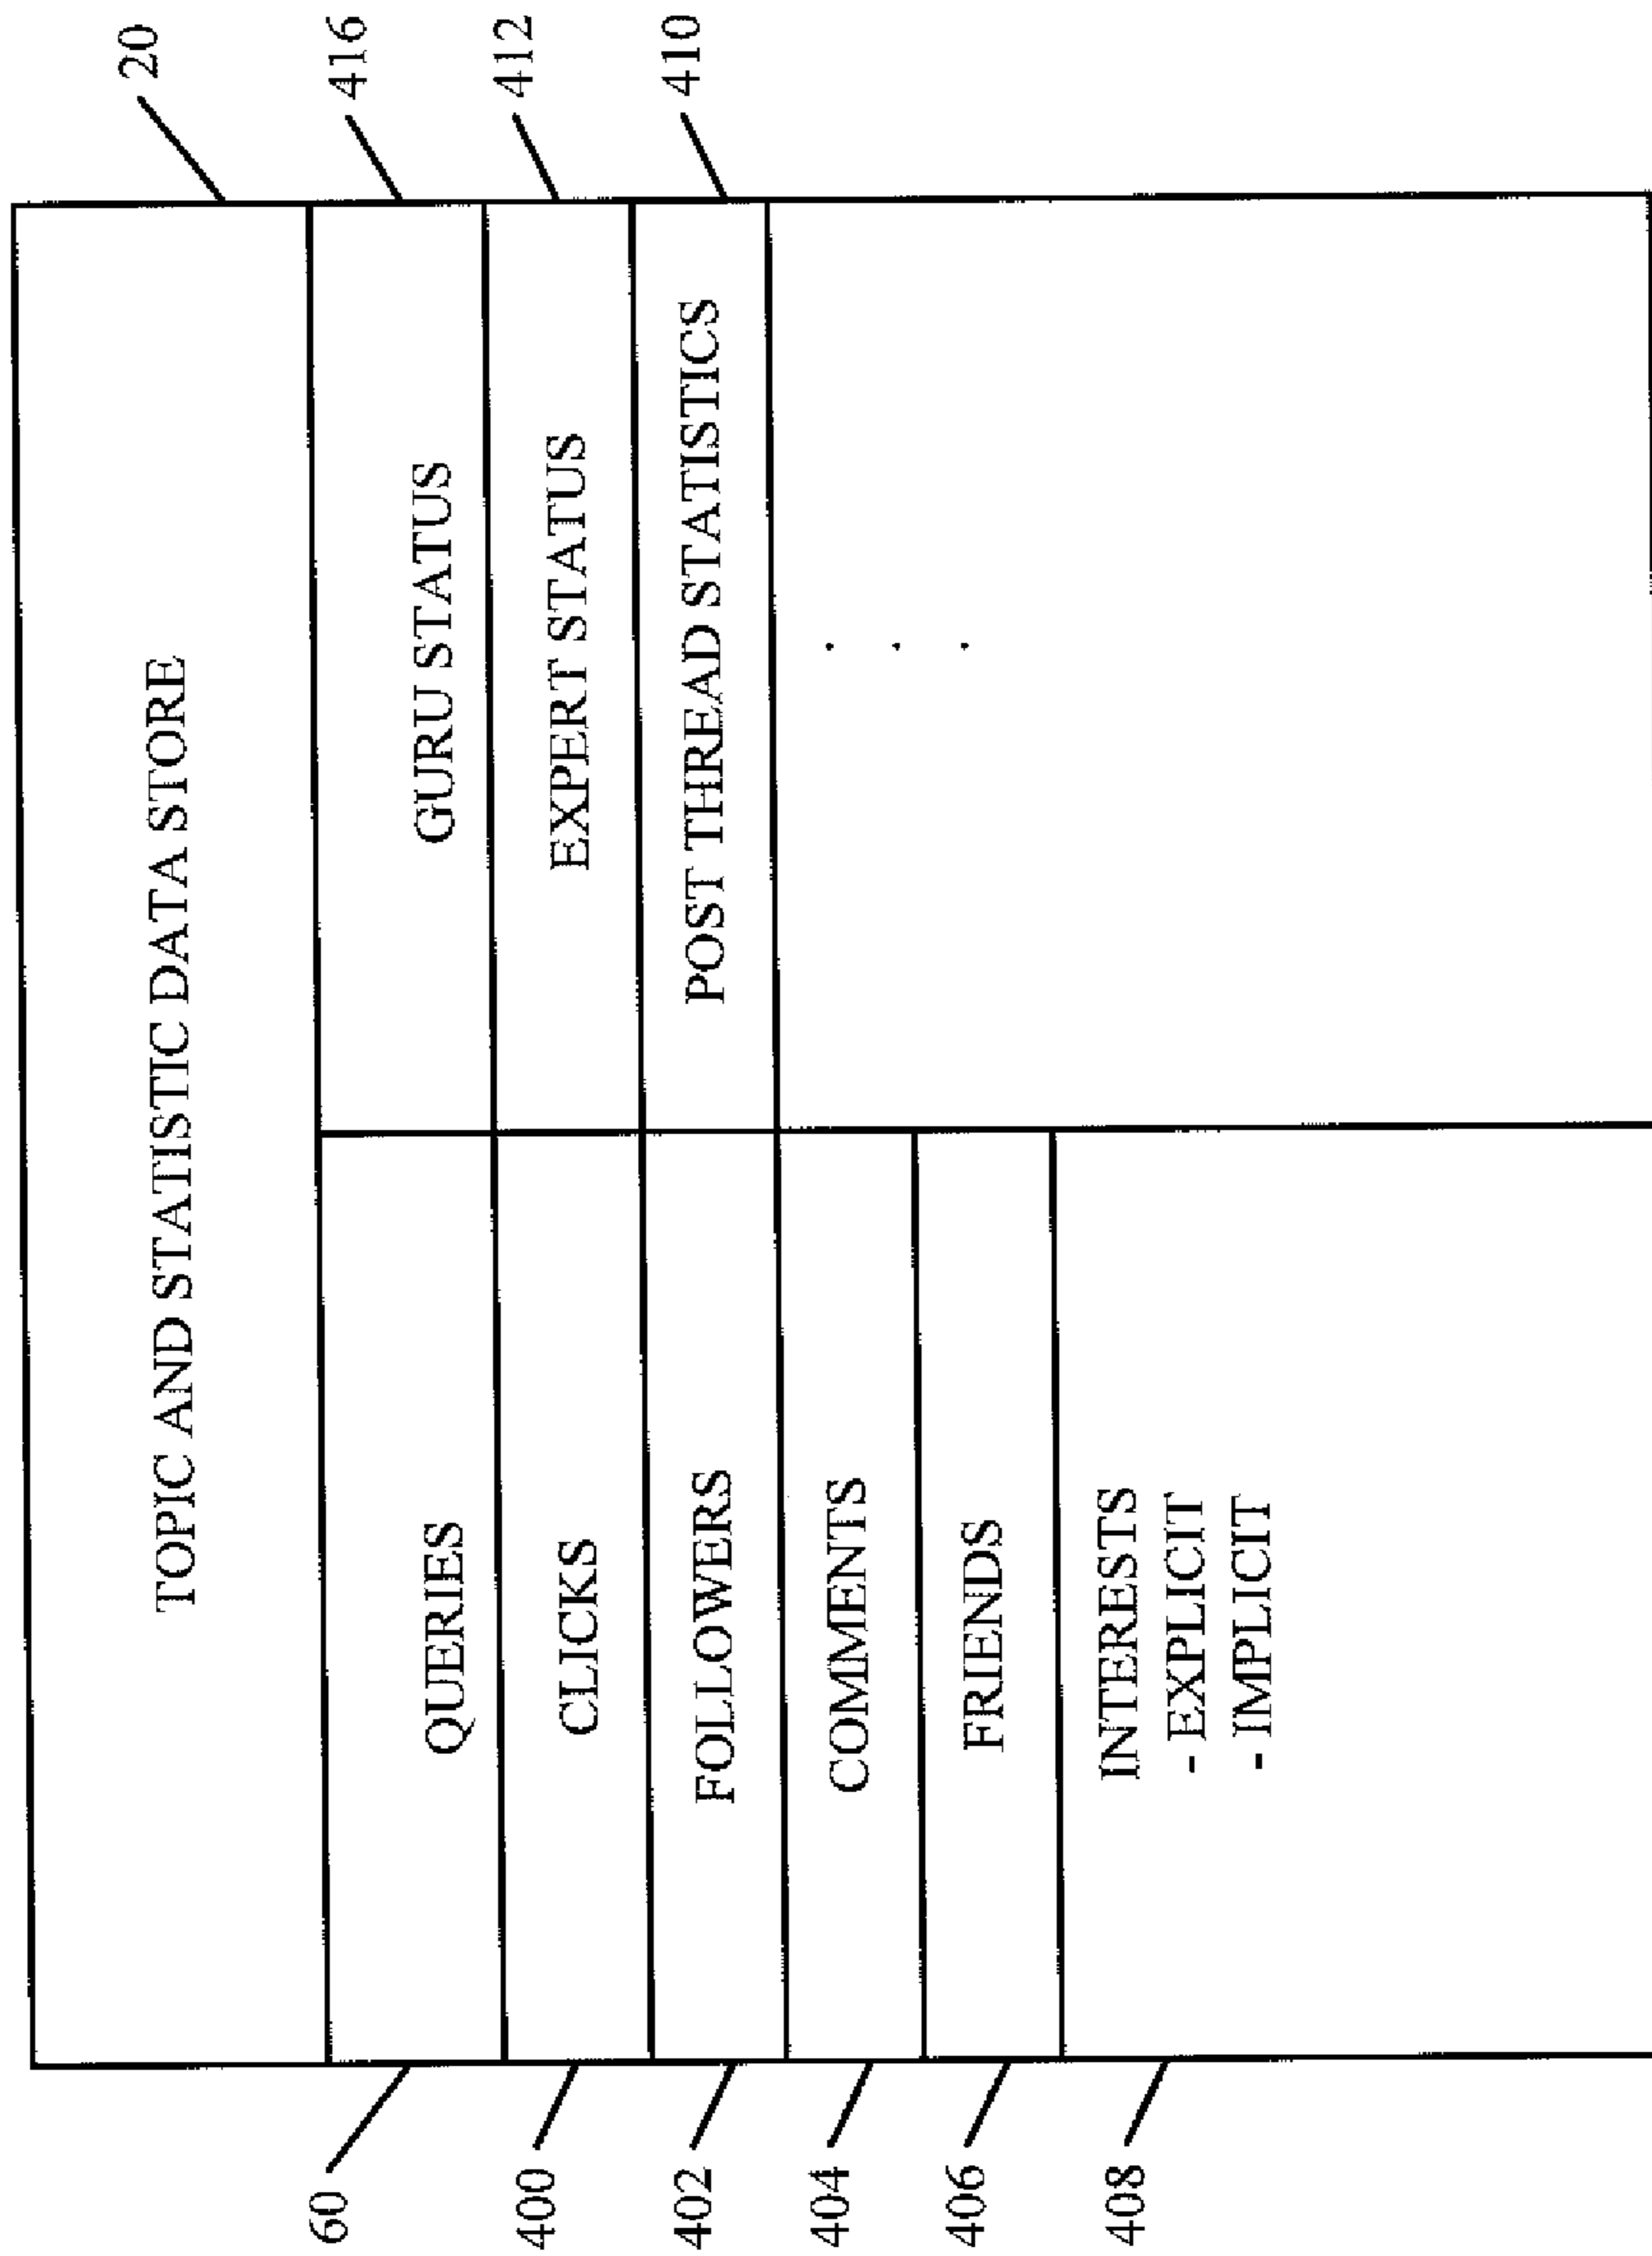 TOPIC AND STATISTIC DATA STORE
20
60
QUERIES
GURU STATUS
416
400
CLICKS
EXPERT STATUS
412
402
FOLLOWERS
POST THREAD STATISTICS
410
404
COMMENTS
. . .
406
FRIENDS
408
INTERESTS
- EXPLICIT
- IMPLICIT